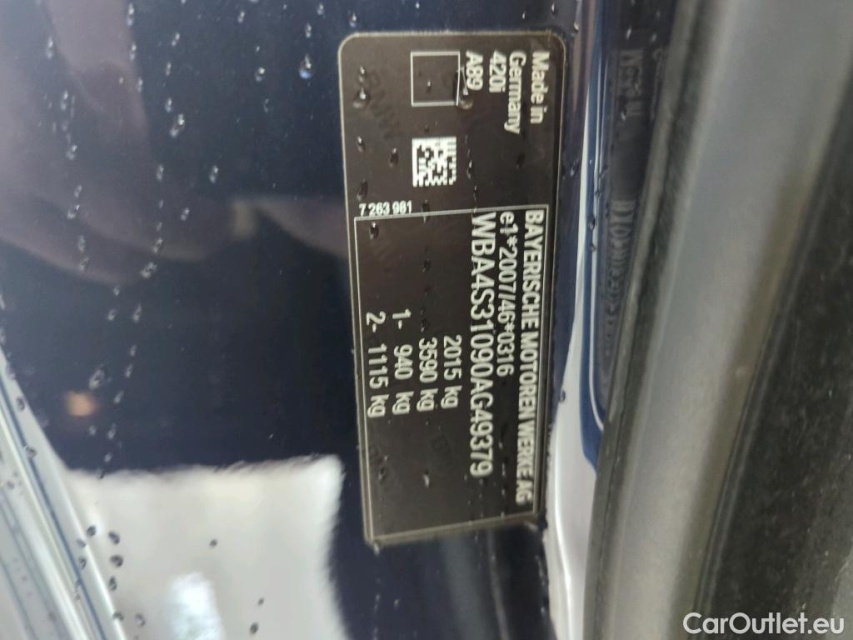 Made in
Germany
420i
A89
7 263 961
BAYERISCHE MOTOREN WERKE AG
e1*2007/46*0316
WBA4S31090AG49379
2015 kg
3590 kg
1- 940 kg
2- 1115 kg
CarOutlet.eu